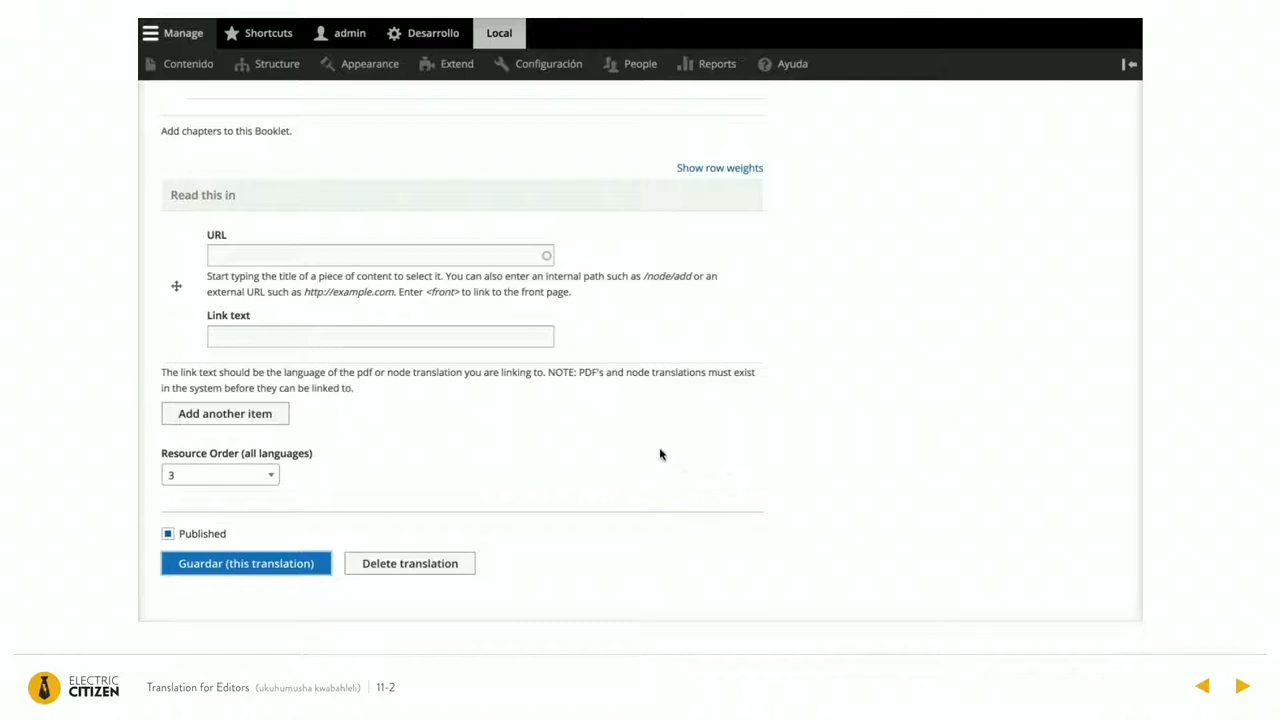 Manage Shortcuts admin Desarrollo Local
Contenido Structure Appearance Extend Configuración People Reports Ayuda
Add chapters to this Booklet.
Show row weights
Read this in
URL
Start typing the title of a piece of content to select it. You can also enter an internal path such as /node/add or an
external URL such as http://example.com. Enter <front> to link to the front page.
Link text
The link text should be the language of the pdf or node translation you are linking to. NOTE: PDF's and node translations must exist
in the system before they can be linked to.
Add another item
Resource Order (all languages)
3
Published
Guardar (this translation) Delete translation
ELECTRIC
CITIZEN
Translation for Editors (ukuhumusha kwabahleli) 11-2